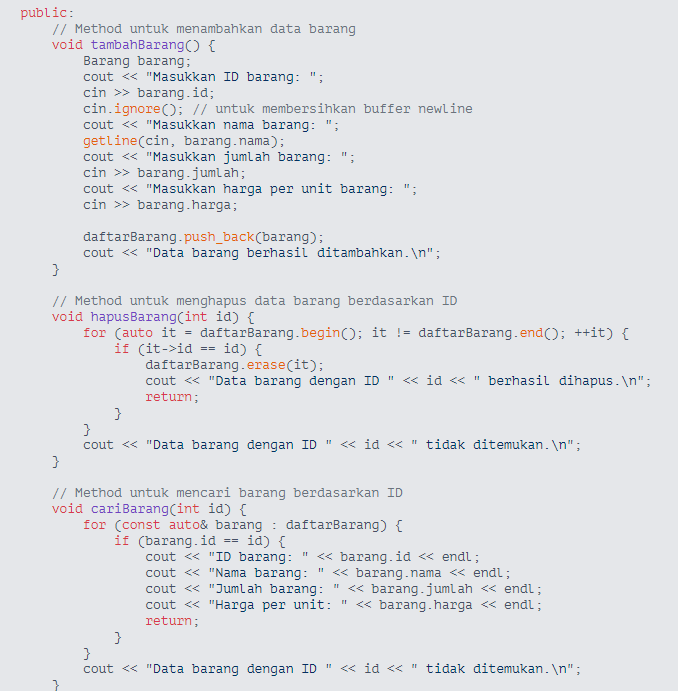 public:
    // Method untuk menambahkan data barang
    void tambahBarang() {
        Barang barang;
        cout << "Masukkan ID barang: ";
        cin >> barang.id;
        cin.ignore(); // untuk membersihkan buffer newline
        cout << "Masukkan nama barang: ";
        getline(cin, barang.nama);
        cout << "Masukkan jumlah barang: ";
        cin >> barang.jumlah;
        cout << "Masukkan harga per unit barang: ";
        cin >> barang.harga;

        daftarBarang.push_back(barang);
        cout << "Data barang berhasil ditambahkan.\n";
    }

    // Method untuk menghapus data barang berdasarkan ID
    void hapusBarang(int id) {
        for (auto it = daftarBarang.begin(); it != daftarBarang.end(); ++it) {
            if (it->id == id) {
                daftarBarang.erase(it);
                cout << "Data barang dengan ID " << id << " berhasil dihapus.\n";
                return;
            }
        }
        cout << "Data barang dengan ID " << id << " tidak ditemukan.\n";
    }

    // Method untuk mencari barang berdasarkan ID
    void cariBarang(int id) {
        for (const auto& barang : daftarBarang) {
            if (barang.id == id) {
                cout << "ID barang: " << barang.id << endl;
                cout << "Nama barang: " << barang.nama << endl;
                cout << "Jumlah barang: " << barang.jumlah << endl;
                cout << "Harga per unit: " << barang.harga << endl;
                return;
            }
        }
        cout << "Data barang dengan ID " << id << " tidak ditemukan.\n";
    }